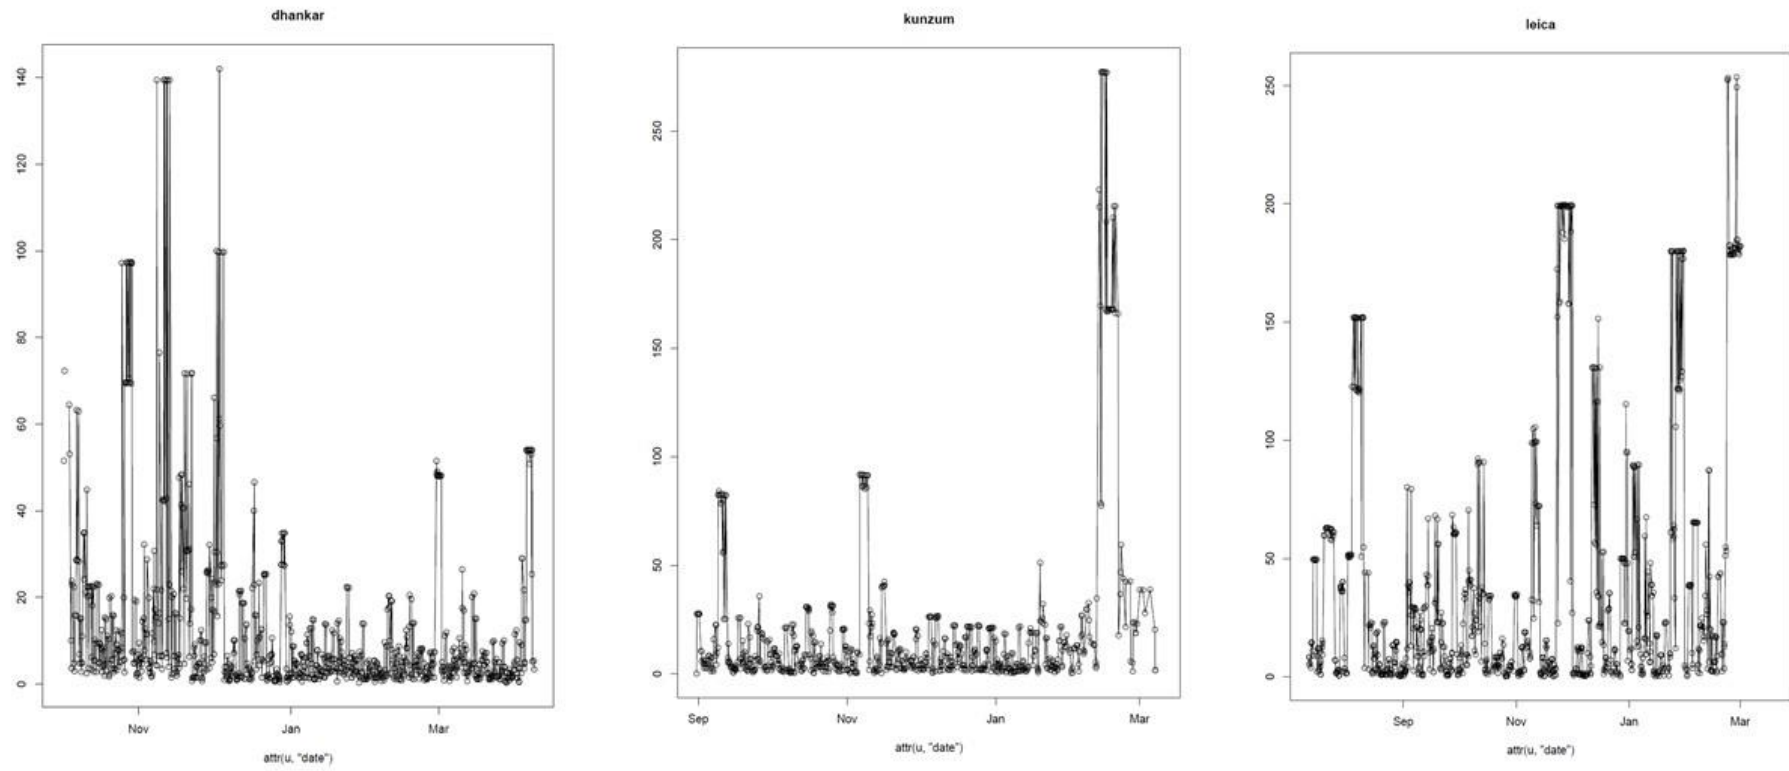 dhankar
140
120
100
80
60
40
20
0
Nov Jan Mar
attr(u, "date")
kunzum
250
200
150
100
50
0
Sep Nov Jan Mar
attr(u, "date")
leica
250
200
150
100
50
0
Sep Nov Jan Mar
attr(u, "date")